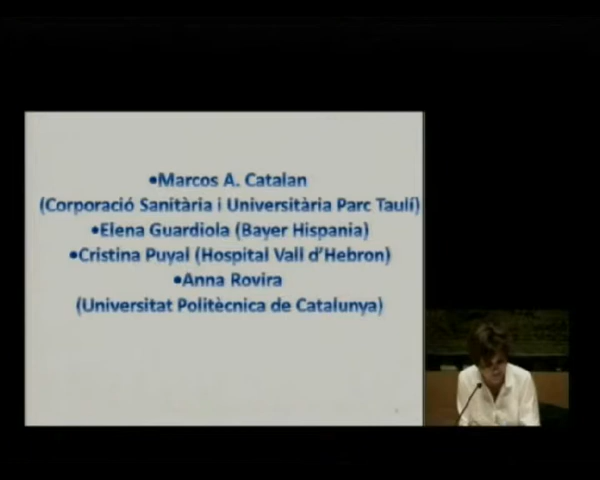 •Marcos A. Catalan
(Corporació Sanitària i Universitària Parc Taulí)
•Elena Guardiola (Bayer Hispania)
•Cristina Puyal (Hospital Vall d'Hebron)
•Anna Rovira
(Universitat Politècnica de Catalunya)